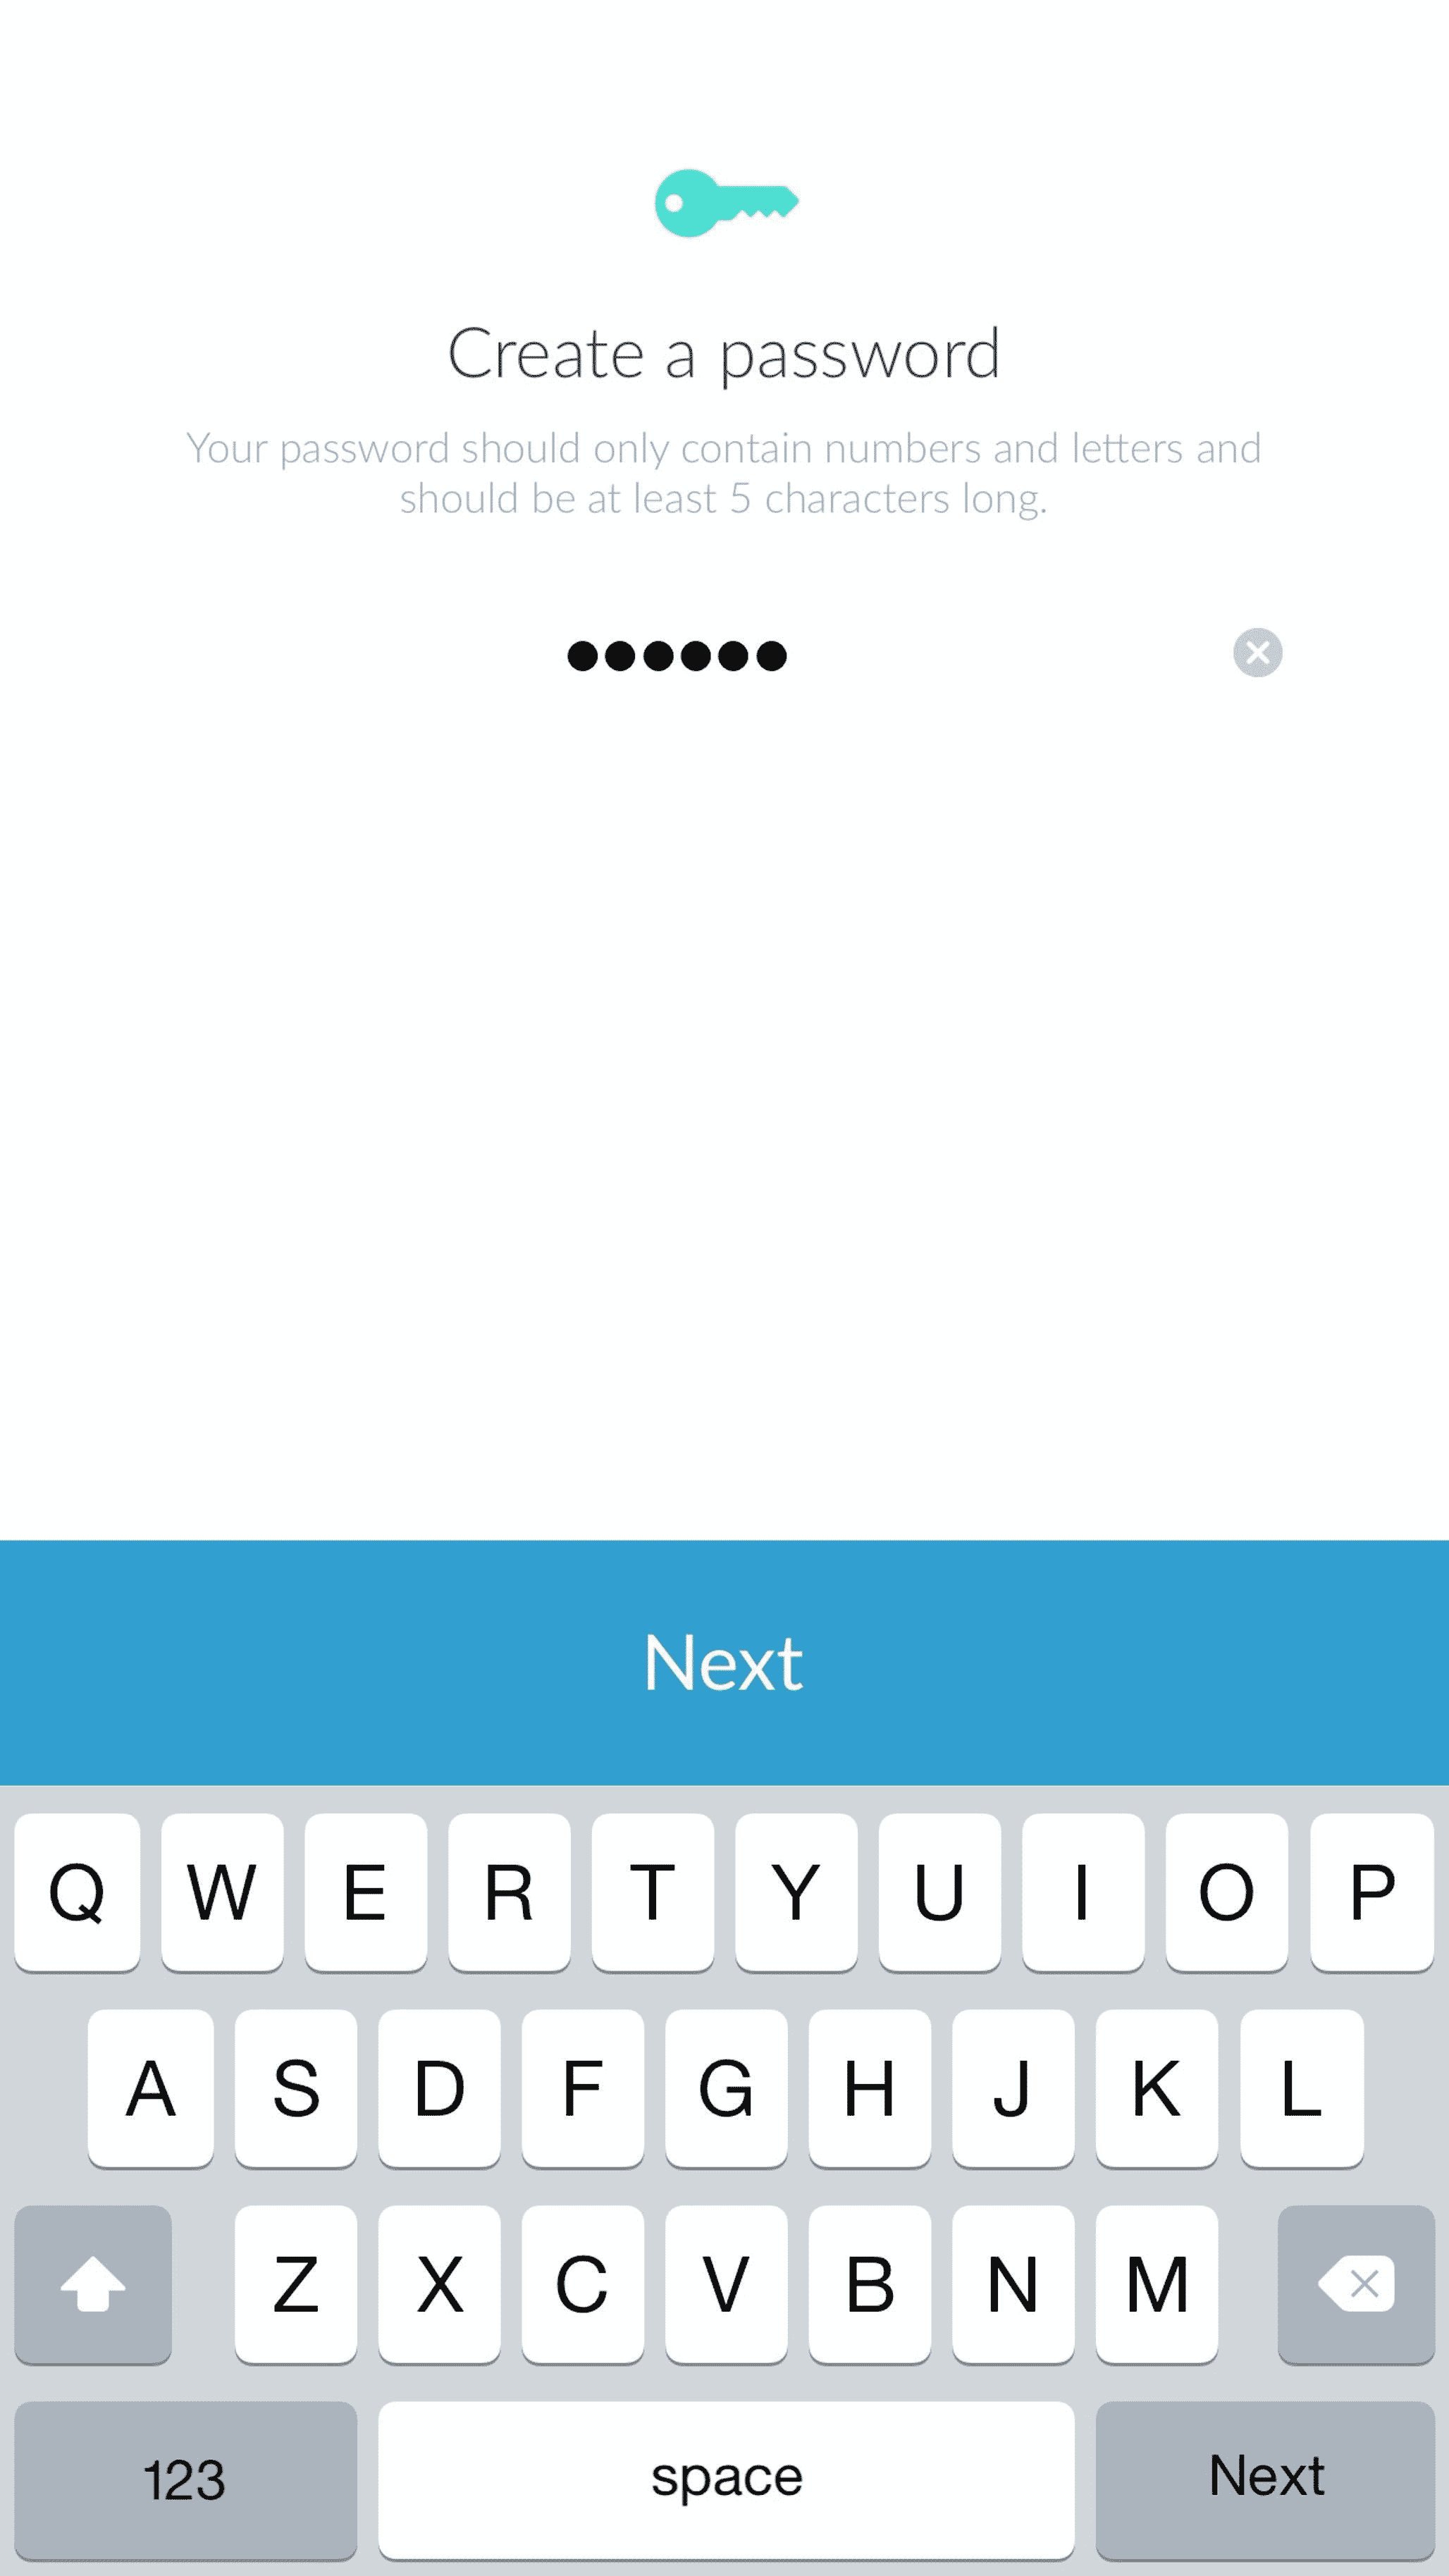 Create a password
Your password should only contain numbers and letters and
should be at least 5 characters long.
●●●●●●
Next
Q W E R T Y U I O P
A S D F G H J K L
Z X C V B N M
123 space Next